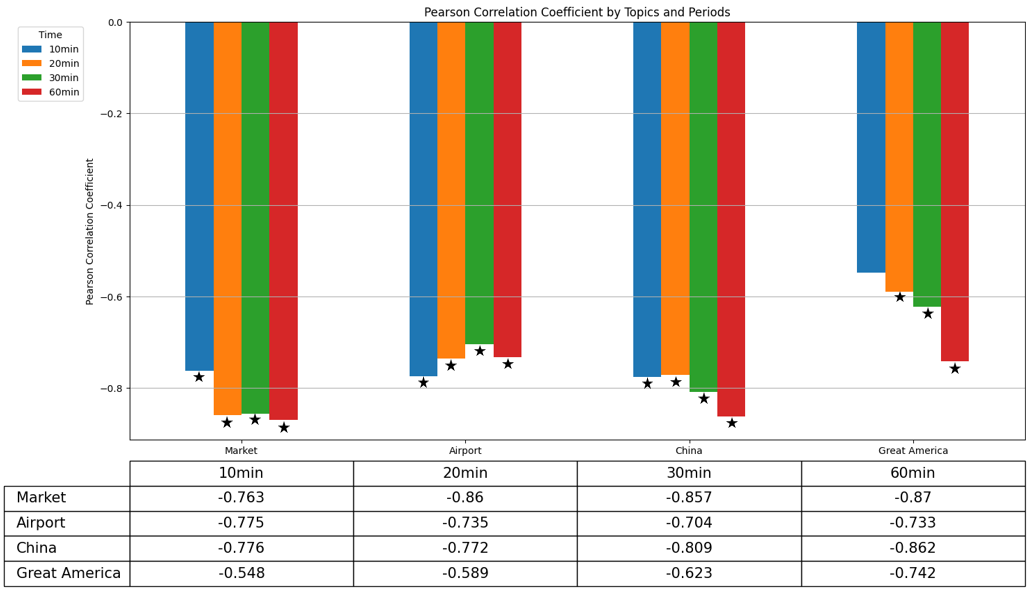 Pearson Correlation Coefficient by Topics and Periods
Time
10min
20min
30min
60min
Pearson Correlation Coefficient
0.0
−0.2
−0.4
−0.6
−0.8
Market Airport China Great America
10min 20min 30min 60min
Market -0.763 -0.86 -0.857 -0.87
Airport -0.775 -0.735 -0.704 -0.733
China -0.776 -0.772 -0.809 -0.862
Great America -0.548 -0.589 -0.623 -0.742